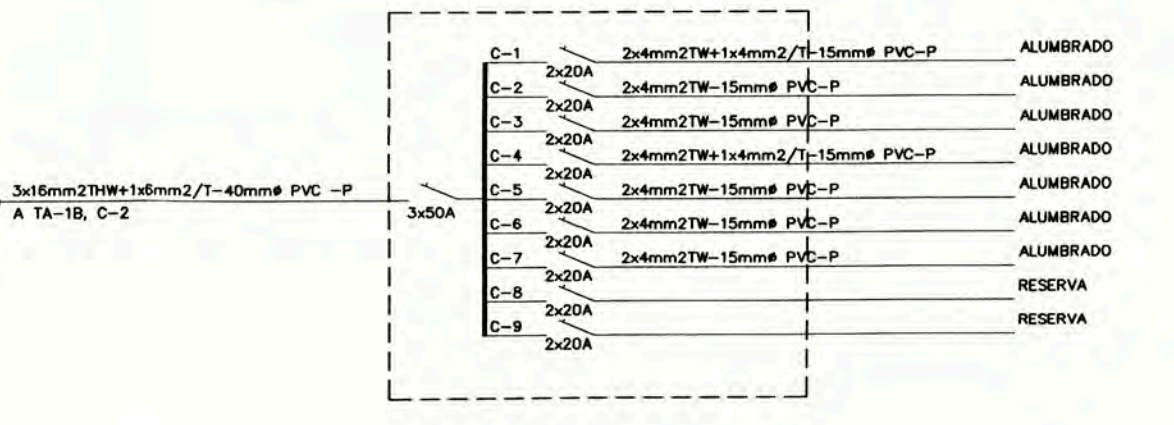 C-1 2x4mm2TW+1x4mm2/T-15mmø PVC-P ALUMBRADO
2x20A
C-2 2x4mm2TW-15mmø PVC-P ALUMBRADO
2x20A
C-3 2x4mm2TW-15mmø PVC-P ALUMBRADO
2x20A
C-4 2x4mm2TW+1x4mm2/T-15mmø PVC-P ALUMBRADO
2x20A
3x16mm2THW+1x6mm2/T-40mmø PVC -P
A TA-1B, C-2
3x50A
C-5 2x4mm2TW-15mmø PVC-P ALUMBRADO
2x20A
C-6 2x4mm2TW-15mmø PVC-P ALUMBRADO
2x20A
C-7 2x4mm2TW-15mmø PVC-P ALUMBRADO
2x20A
C-8 RESERVA
2x20A
C-9 RESERVA
2x20A